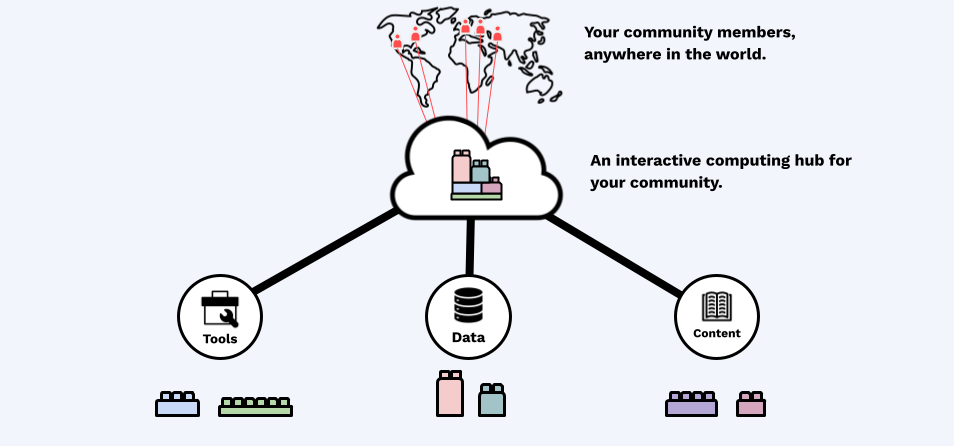 Your community members,
anywhere in the world.
An interactive computing hub for
your community.
Tools
Data
Content